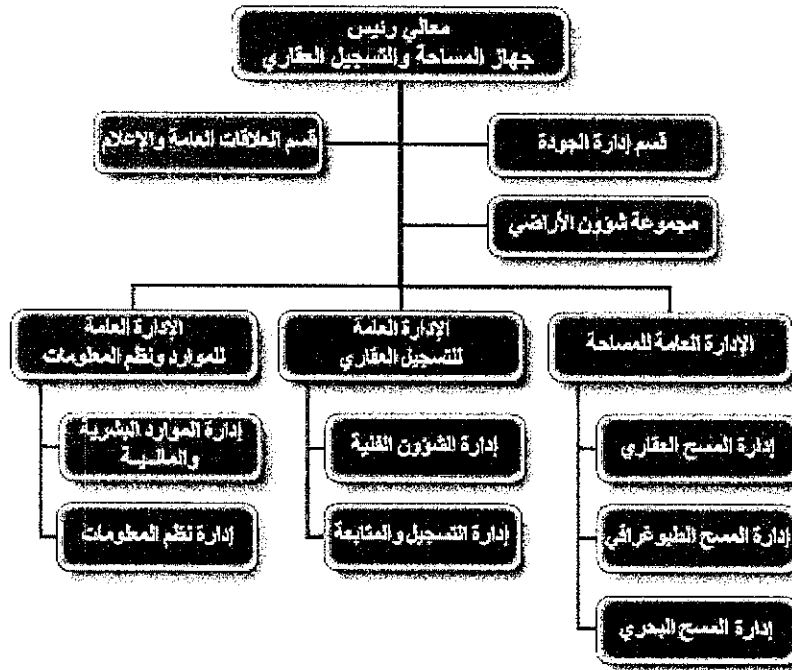 معالي رئيس
جهاز المساحة والتسجيل العقاري
قسم إدارة الجودة
قسم العلاقات العامة والإعلام
مجموعة شؤون الأراضي
الإدارة العامة للمساحة
إدارة المسح العقاري
إدارة المسح الطبوغرافي
إدارة المسح البحري
الإدارة العامة
للتسجيل العقاري
إدارة الشؤون الفنية
إدارة التسجيل والمتابعة
الإدارة العامة
للموارد ونظم المعلومات
إدارة الموارد البشرية
والمالية
إدارة نظم المعلومات